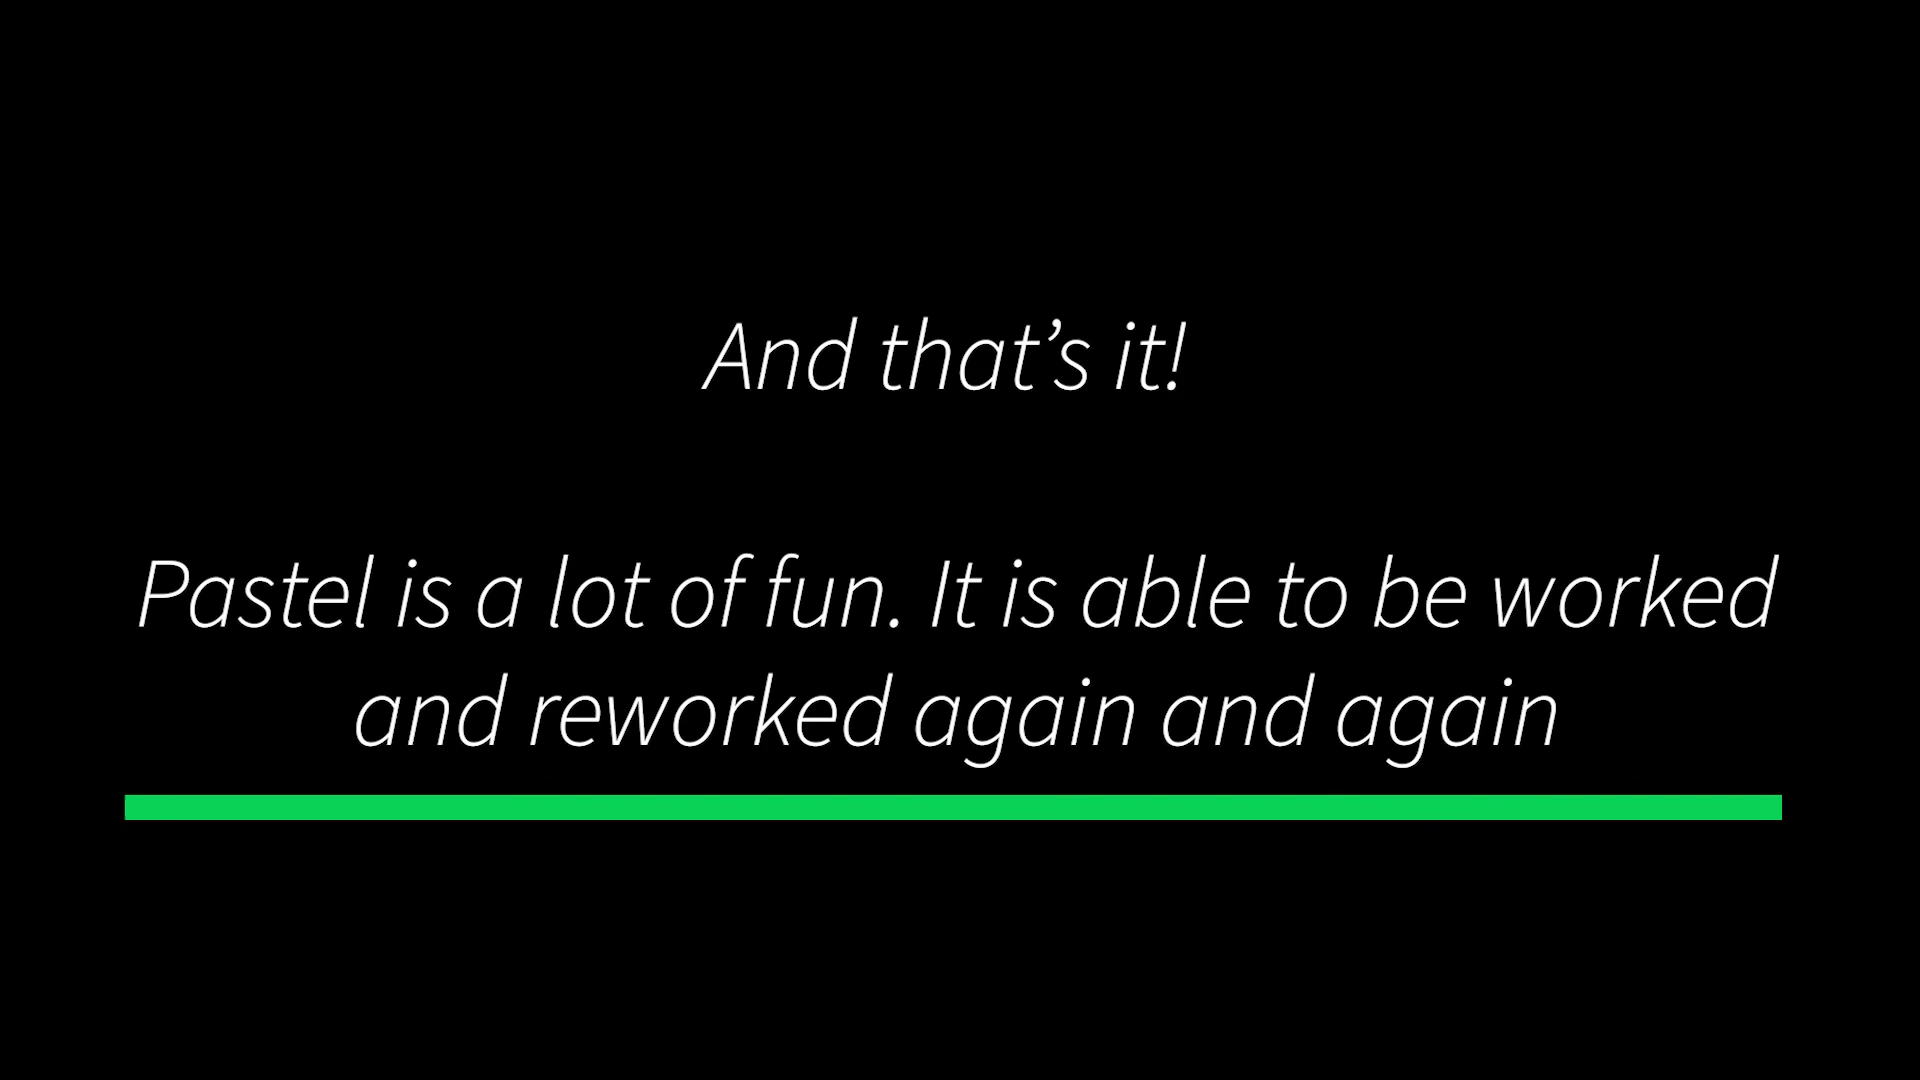 And that’s it!
Pastel is a lot of fun. It is able to be worked
and reworked again and again